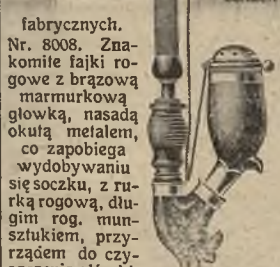 fabrycznych.
Nr. 8008. Zna-
komite fajki ro-
gowe z brązową
marmurkową
główką, nasadą
okutą metalem,
co zapobiega
wydobywaniu
się soczku, z ru-
rką rogową, dłu-
gim rog. mun-
sztukiem, przy-
rządem do czy-